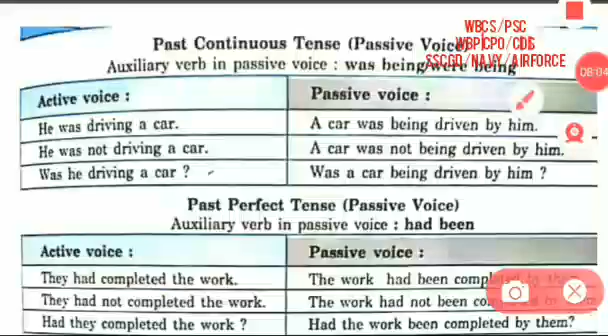 WBCS/PSC
Past Continuous Tense (Passive Voice)
WBP/CPO/CDS
Auxiliary verb in passive voice : was being/were being
SSCGD/NAVY/AIRFORCE
08:04
Active voice : Passive voice :
He was driving a car. A car was being driven by him.
He was not driving a car. A car was not being driven by him.
Was he driving a car ? Was a car being driven by him ?
Past Perfect Tense (Passive Voice)
Auxiliary verb in passive voice : had been
Active voice : Passive voice :
They had completed the work. The work had been completed by them.
They had not completed the work. The work had not been
Had they completed the work ? Had the work been completed by them?